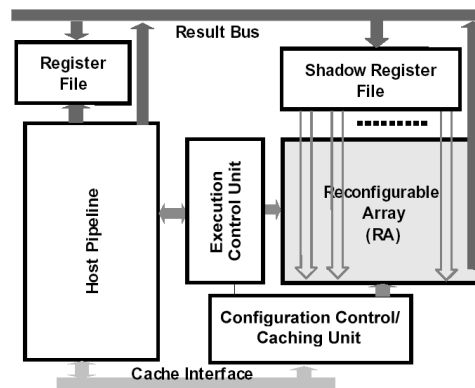 Result Bus
Register
File
Shadow Register
File
Reconfigurable
Array
(RA)
Execution
Control Unit
Host Pipeline
Configuration Control/
Caching Unit
Cache Interface